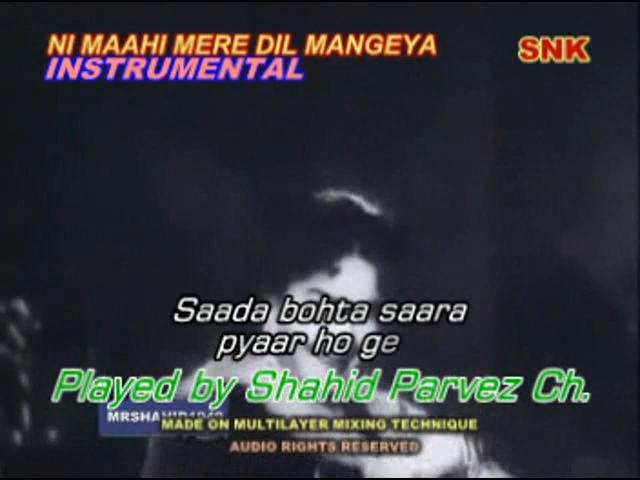 NI MAAHI MERE DIL MANGEYA
SNK
INSTRUMENTAL
Saada bohta saara
pyaar ho ge
Played by Shahid Parvez Ch.
MADE ON MULTILAYER MIXING TECHNIQUE
AUDIO RIGHTS RESERVED